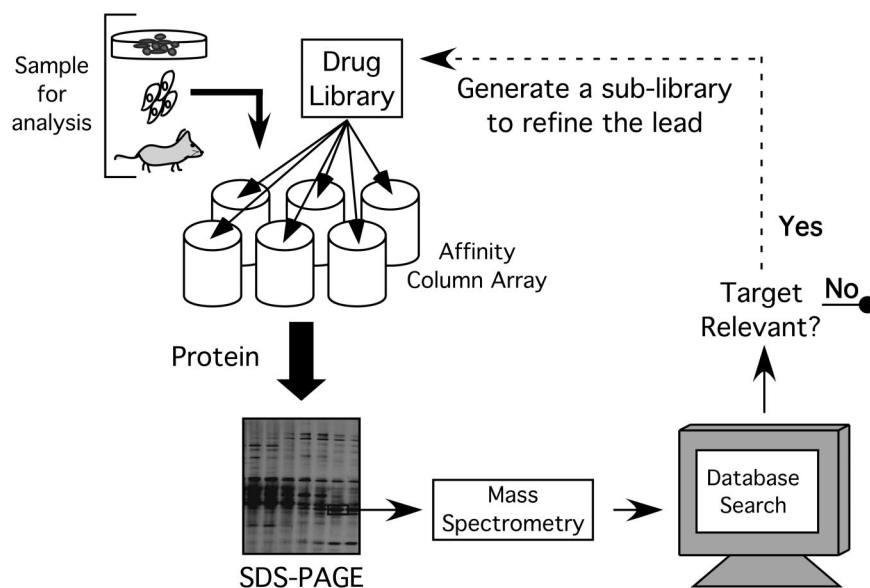 Sample
for
analysis
Drug
Library
Generate a sub-library
to refine the lead
Affinity
Column Array
Yes
Target
Relevant?
No
Protein
SDS-PAGE
Mass
Spectrometry
Database
Search